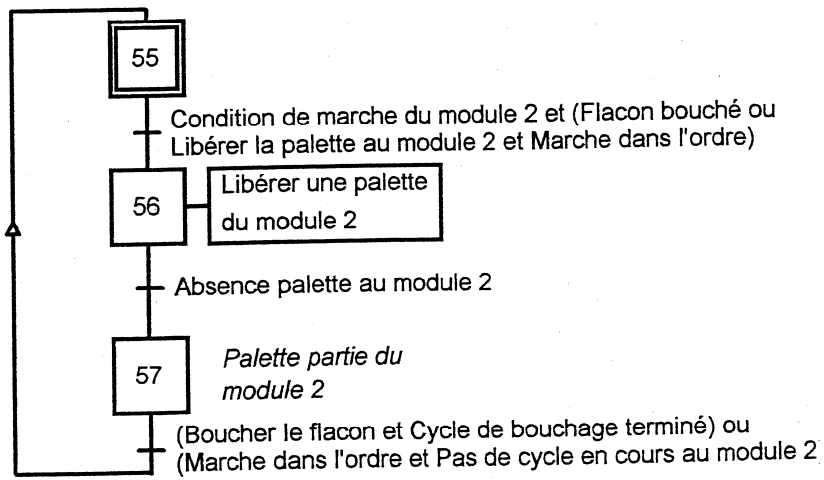 55
Condition de marche du module 2 et (Flacon bouché ou
Libérer la palette au module 2 et Marche dans l'ordre)
56
Libérer une palette
du module 2
Absence palette au module 2
57
Palette partie du
module 2
(Boucher le flacon et Cycle de bouchage terminé) ou
(Marche dans l'ordre et Pas de cycle en cours au module 2)